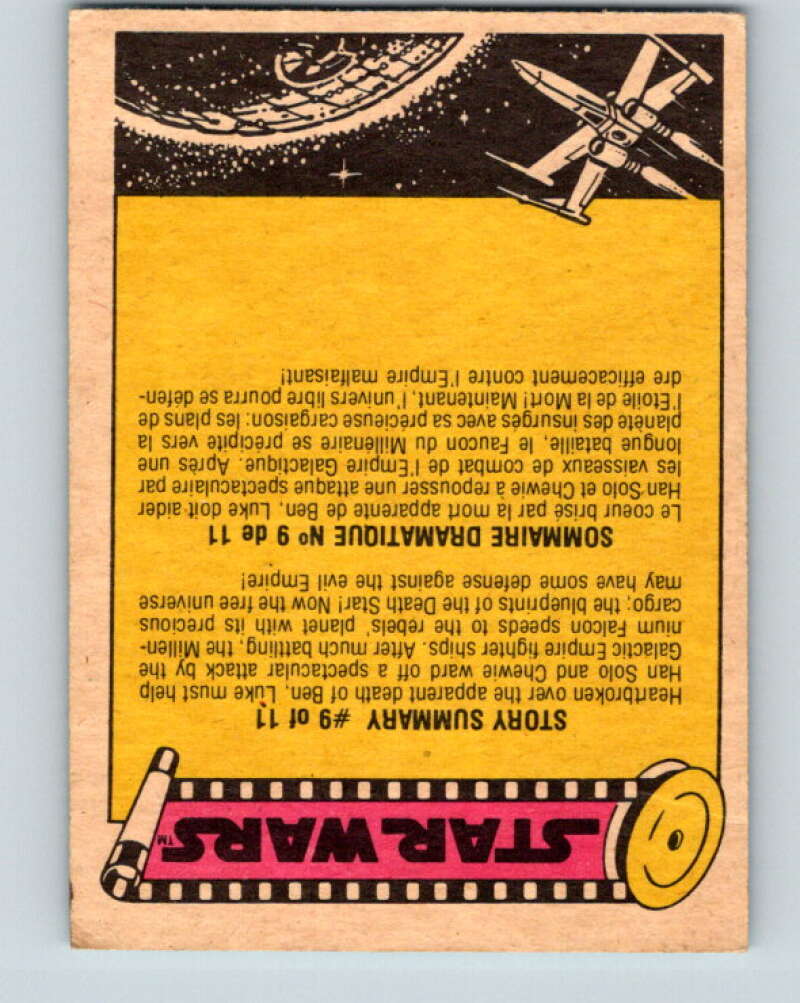 STAR WARS™
STORY SUMMARY #9 of 11
Heartbroken over the apparent death of Ben, Luke must help
Han Solo and Chewie ward off a spectacular attack by the
Galactic Empire fighter ships. After much battling, the Millen-
nium Falcon speeds to the rebels' planet with its precious
cargo; the blueprints of the Death Star! Now the free universe
may have some defense against the evil Empire!
SOMMAIRE DRAMATIQUE Nº 9 de 11
Le coeur brisé par la mort apparente de Ben, Luke doit aider
Han Solo et Chewie à repousser une attaque spectaculaire par
les vaisseaux de combat de l'Empire Galactique. Après une
longue bataille, le Faucon du Millénaire se précipite vers la
planète des insurgés avec sa précieuse cargaison: les plans de
l'Etoile de la Mort! Maintenant, l'univers libre pourra se défen-
dre efficacement contre l'Empire malfaisant!